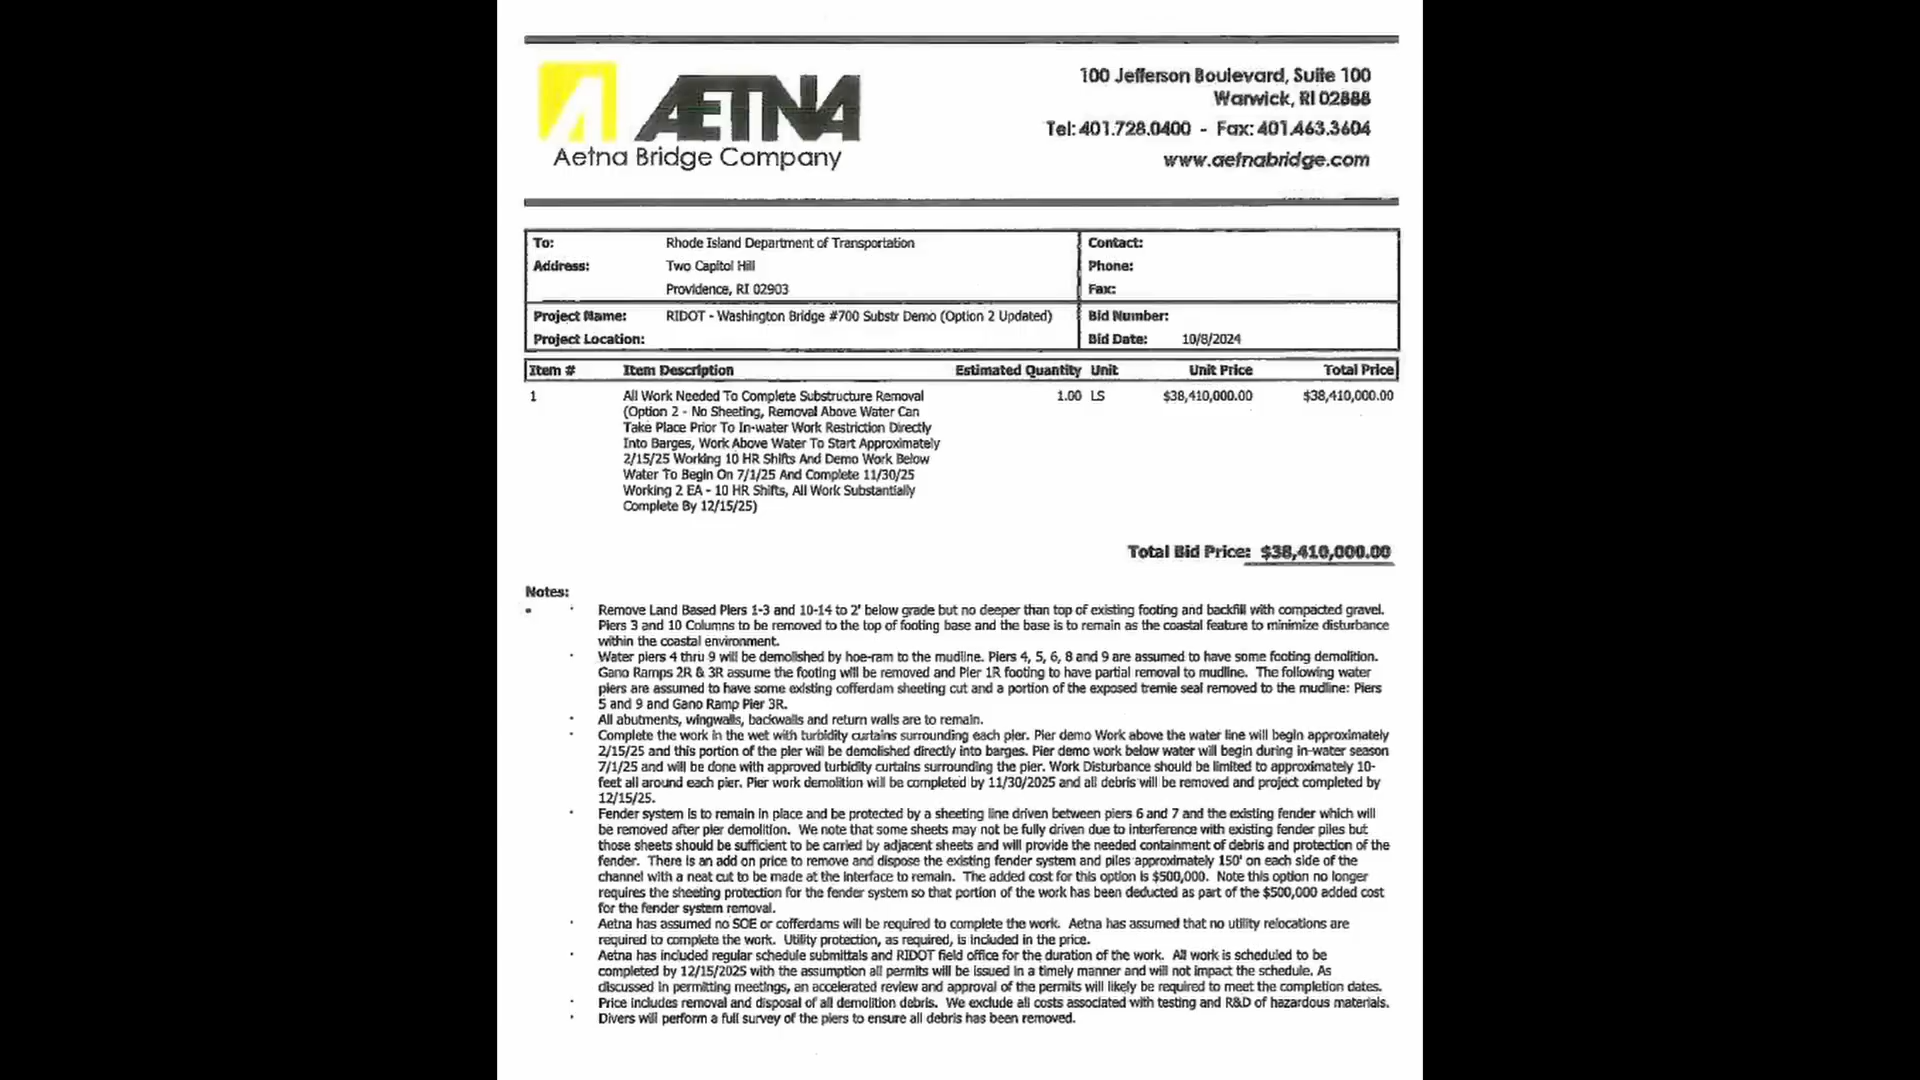 AETNA
Aetna Bridge Company
100 Jefferson Boulevard, Suite 100
Warwick, RI 02888
Tel: 401.728.0400 - Fax: 401.463.3604
www.aetnabridge.com
To: Rhode Island Department of Transportation Contact:
Address: Two Capitol Hill Phone:
Providence, RI 02903 Fax:
Project Name: RIDOT - Washington Bridge #700 Substr Demo (Option 2 Updated) Bid Number:
Project Location: Bid Date: 10/8/2024
Item # Item Description Estimated Quantity Unit Unit Price Total Price
1 All Work Needed To Complete Substructure Removal 1.00 LS $38,410,000.00 $38,410,000.00
(Option 2 - No Sheeting, Removal Above Water Can
Take Place Prior To In-water Work Restriction Directly
Into Barges, Work Above Water To Start Approximately
2/15/25 Working 10 HR Shifts And Demo Work Below
Water To Begin On 7/1/25 And Complete 11/30/25
Working 2 EA - 10 HR Shifts, All Work Substantially
Complete By 12/15/25)
Total Bid Price: $38,410,000.00
Notes:
• Remove Land Based Piers 1-3 and 10-14 to 2' below grade but no deeper than top of existing footing and backfill with compacted gravel.
Piers 3 and 10 Columns to be removed to the top of footing base and the base is to remain as the coastal feature to minimize disturbance
within the coastal environment.
• Water piers 4 thru 9 will be demolished by hoe-ram to the mudline. Piers 4, 5, 6, 8 and 9 are assumed to have some footing demolition.
Gano Ramps 2R & 3R assume the footing will be removed and Pier 1R footing to have partial removal to mudline. The following water
piers are assumed to have some existing cofferdam sheeting cut and a portion of the exposed tremie seal removed to the mudline: Piers
5 and 9 and Gano Ramp Pier 3R.
• All abutments, wingwalls, backwalls and return walls are to remain.
• Complete the work in the wet with turbidity curtains surrounding each pier. Pier demo Work above the water line will begin approximately
2/15/25 and this portion of the pier will be demolished directly into barges. Pier demo work below water will begin during in-water season
7/1/25 and will be done with approved turbidity curtains surrounding the pier. Work Disturbance should be limited to approximately 10-
feet all around each pier. Pier work demolition will be completed by 11/30/2025 and all debris will be removed and project completed by
12/15/25.
• Fender system is to remain in place and be protected by a sheeting line driven between piers 6 and 7 and the existing fender which will
be removed after pier demolition. We note that some sheets may not be fully driven due to interference with existing fender piles but
those sheets should be sufficient to be carried by adjacent sheets and will provide the needed containment of debris and protection of the
fender. There is an add on price to remove and dispose the existing fender system and piles approximately 150' on each side of the
channel with a neat cut to be made at the interface to remain. The added cost for this option is $500,000. Note this option no longer
requires the sheeting protection for the fender system so that portion of the work has been deducted as part of the $500,000 added cost
for the fender system removal.
• Aetna has assumed no SOE or cofferdams will be required to complete the work. Aetna has assumed that no utility relocations are
required to complete the work. Utility protection, as required, is included in the price.
• Aetna has included regular schedule submittals and RIDOT field office for the duration of the work. All work is scheduled to be
completed by 12/15/2025 with the assumption all permits will be issued in a timely manner and will not impact the schedule. As
discussed in permitting meetings, an accelerated review and approval of the permits will likely be required to meet the completion dates.
• Price includes removal and disposal of all demolition debris. We exclude all costs associated with testing and R&D of hazardous materials.
• Divers will perform a full survey of the piers to ensure all debris has been removed.